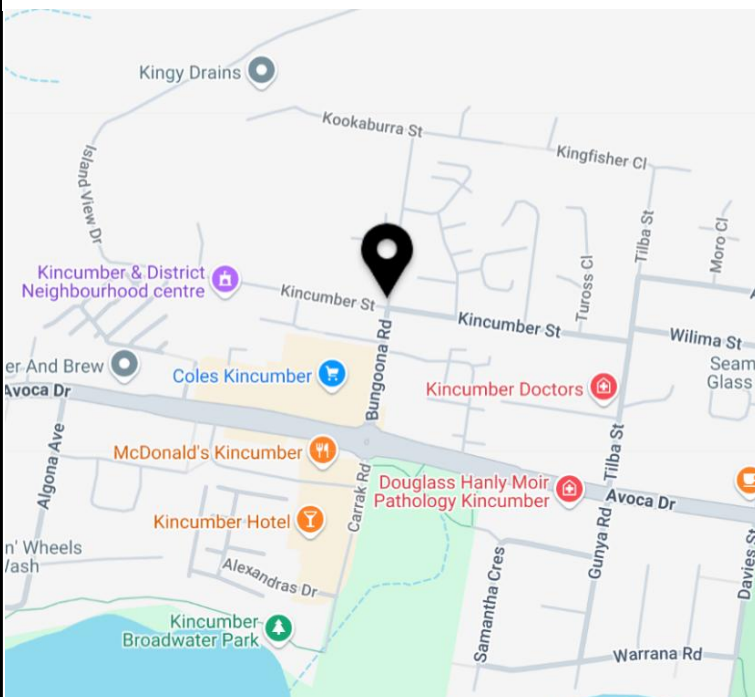 Kingy Drains
Kookaburra St
Kingfisher Cl
Island View Dr
Tilba St
Moro Cl
Kincumber & District
Neighbourhood centre
Kincumber St
Tuross Cl
Kincumber St
Wilima St
Bungoona Rd
er And Brew
Coles Kincumber
Kincumber Doctors
Seam
Glass
Avoca Dr
McDonald's Kincumber
Algona Ave
Tilba St
Carrak Rd
Douglass Hanly Moir
Pathology Kincumber
Avoca Dr
Kincumber Hotel
n' Wheels
Wash
Alexandras Dr
Samantha Cres
Gunya Rd
Davies St
Kincumber
Broadwater Park
Warrana Rd